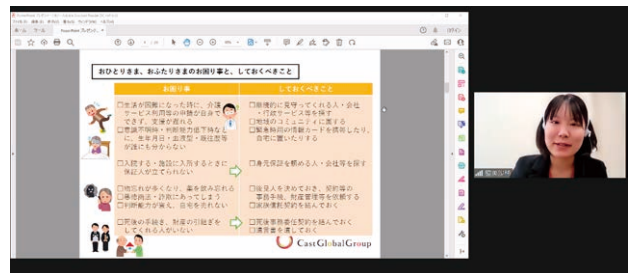 おひとりさま、おふたりさまのお困り事と、しておくべきこと
お困り事
しておくべきこと
□生活が困難になった時に、介護
サービス利用等の申請が自身で
できず、支援が遅れる
□意識不明時・判断能力低下時など
に、生年月日・血液型・既往歴等
が誰にも分からない
□継続的に見守ってくれる人・会社
・行政サービス等を探す
□地域のコミュニティに属する
□緊急時用の情報カードを携帯したり、
自宅に置いたりする
□入院する・施設に入所するときに
保証人が立てられない
□身元保証を頼める人・会社等を探す
□物忘れが多くなり、薬を飲み忘れる
□悪徳商法・詐欺にあってしまう
□判断能力が衰え、自宅を売れない
□後見人を決めておき、契約等の
事務手続、財産管理等を依頼する
□家族信託契約を結んでおく
□死後の手続き、財産の引継ぎを
してくれる人がいない
□死後事務委任契約を結んでおく
□遺言書を遺しておく
CastGlobalGroup